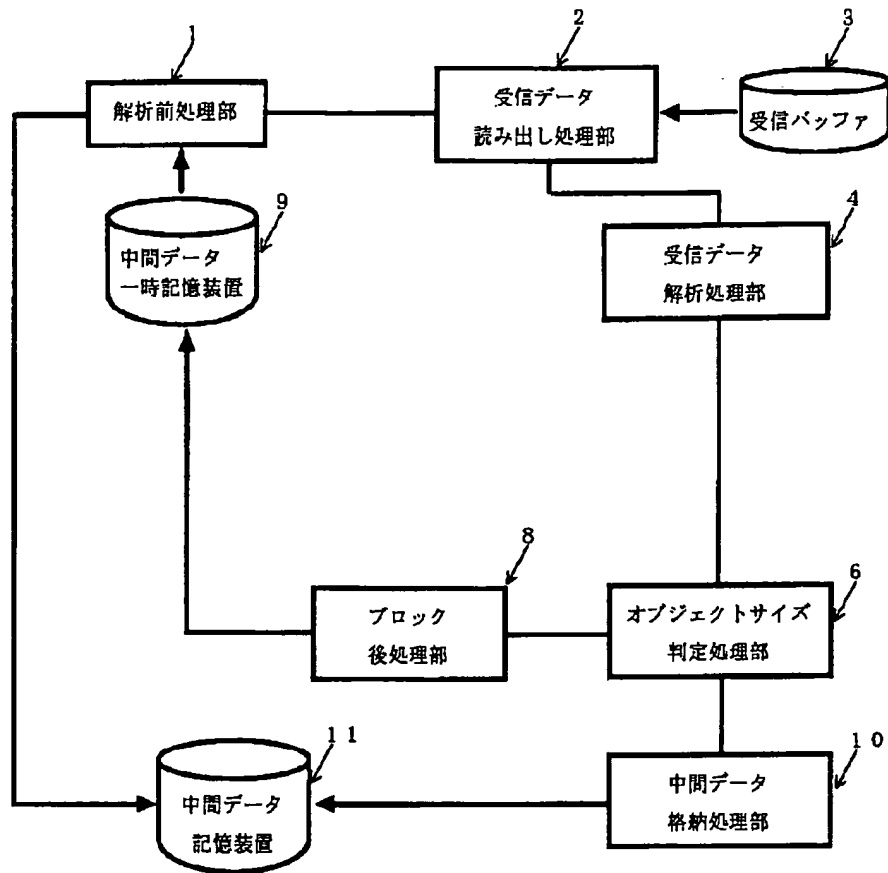 1
解析前処理部
2
受信データ
読み出し処理部
3
受信バッファ
4
受信データ
解析処理部
9
中間データ
一時記憶装置
8
ブロック
後処理部
6
オブジェクトサイズ
判定処理部
11
中間データ
記憶装置
10
中間データ
格納処理部